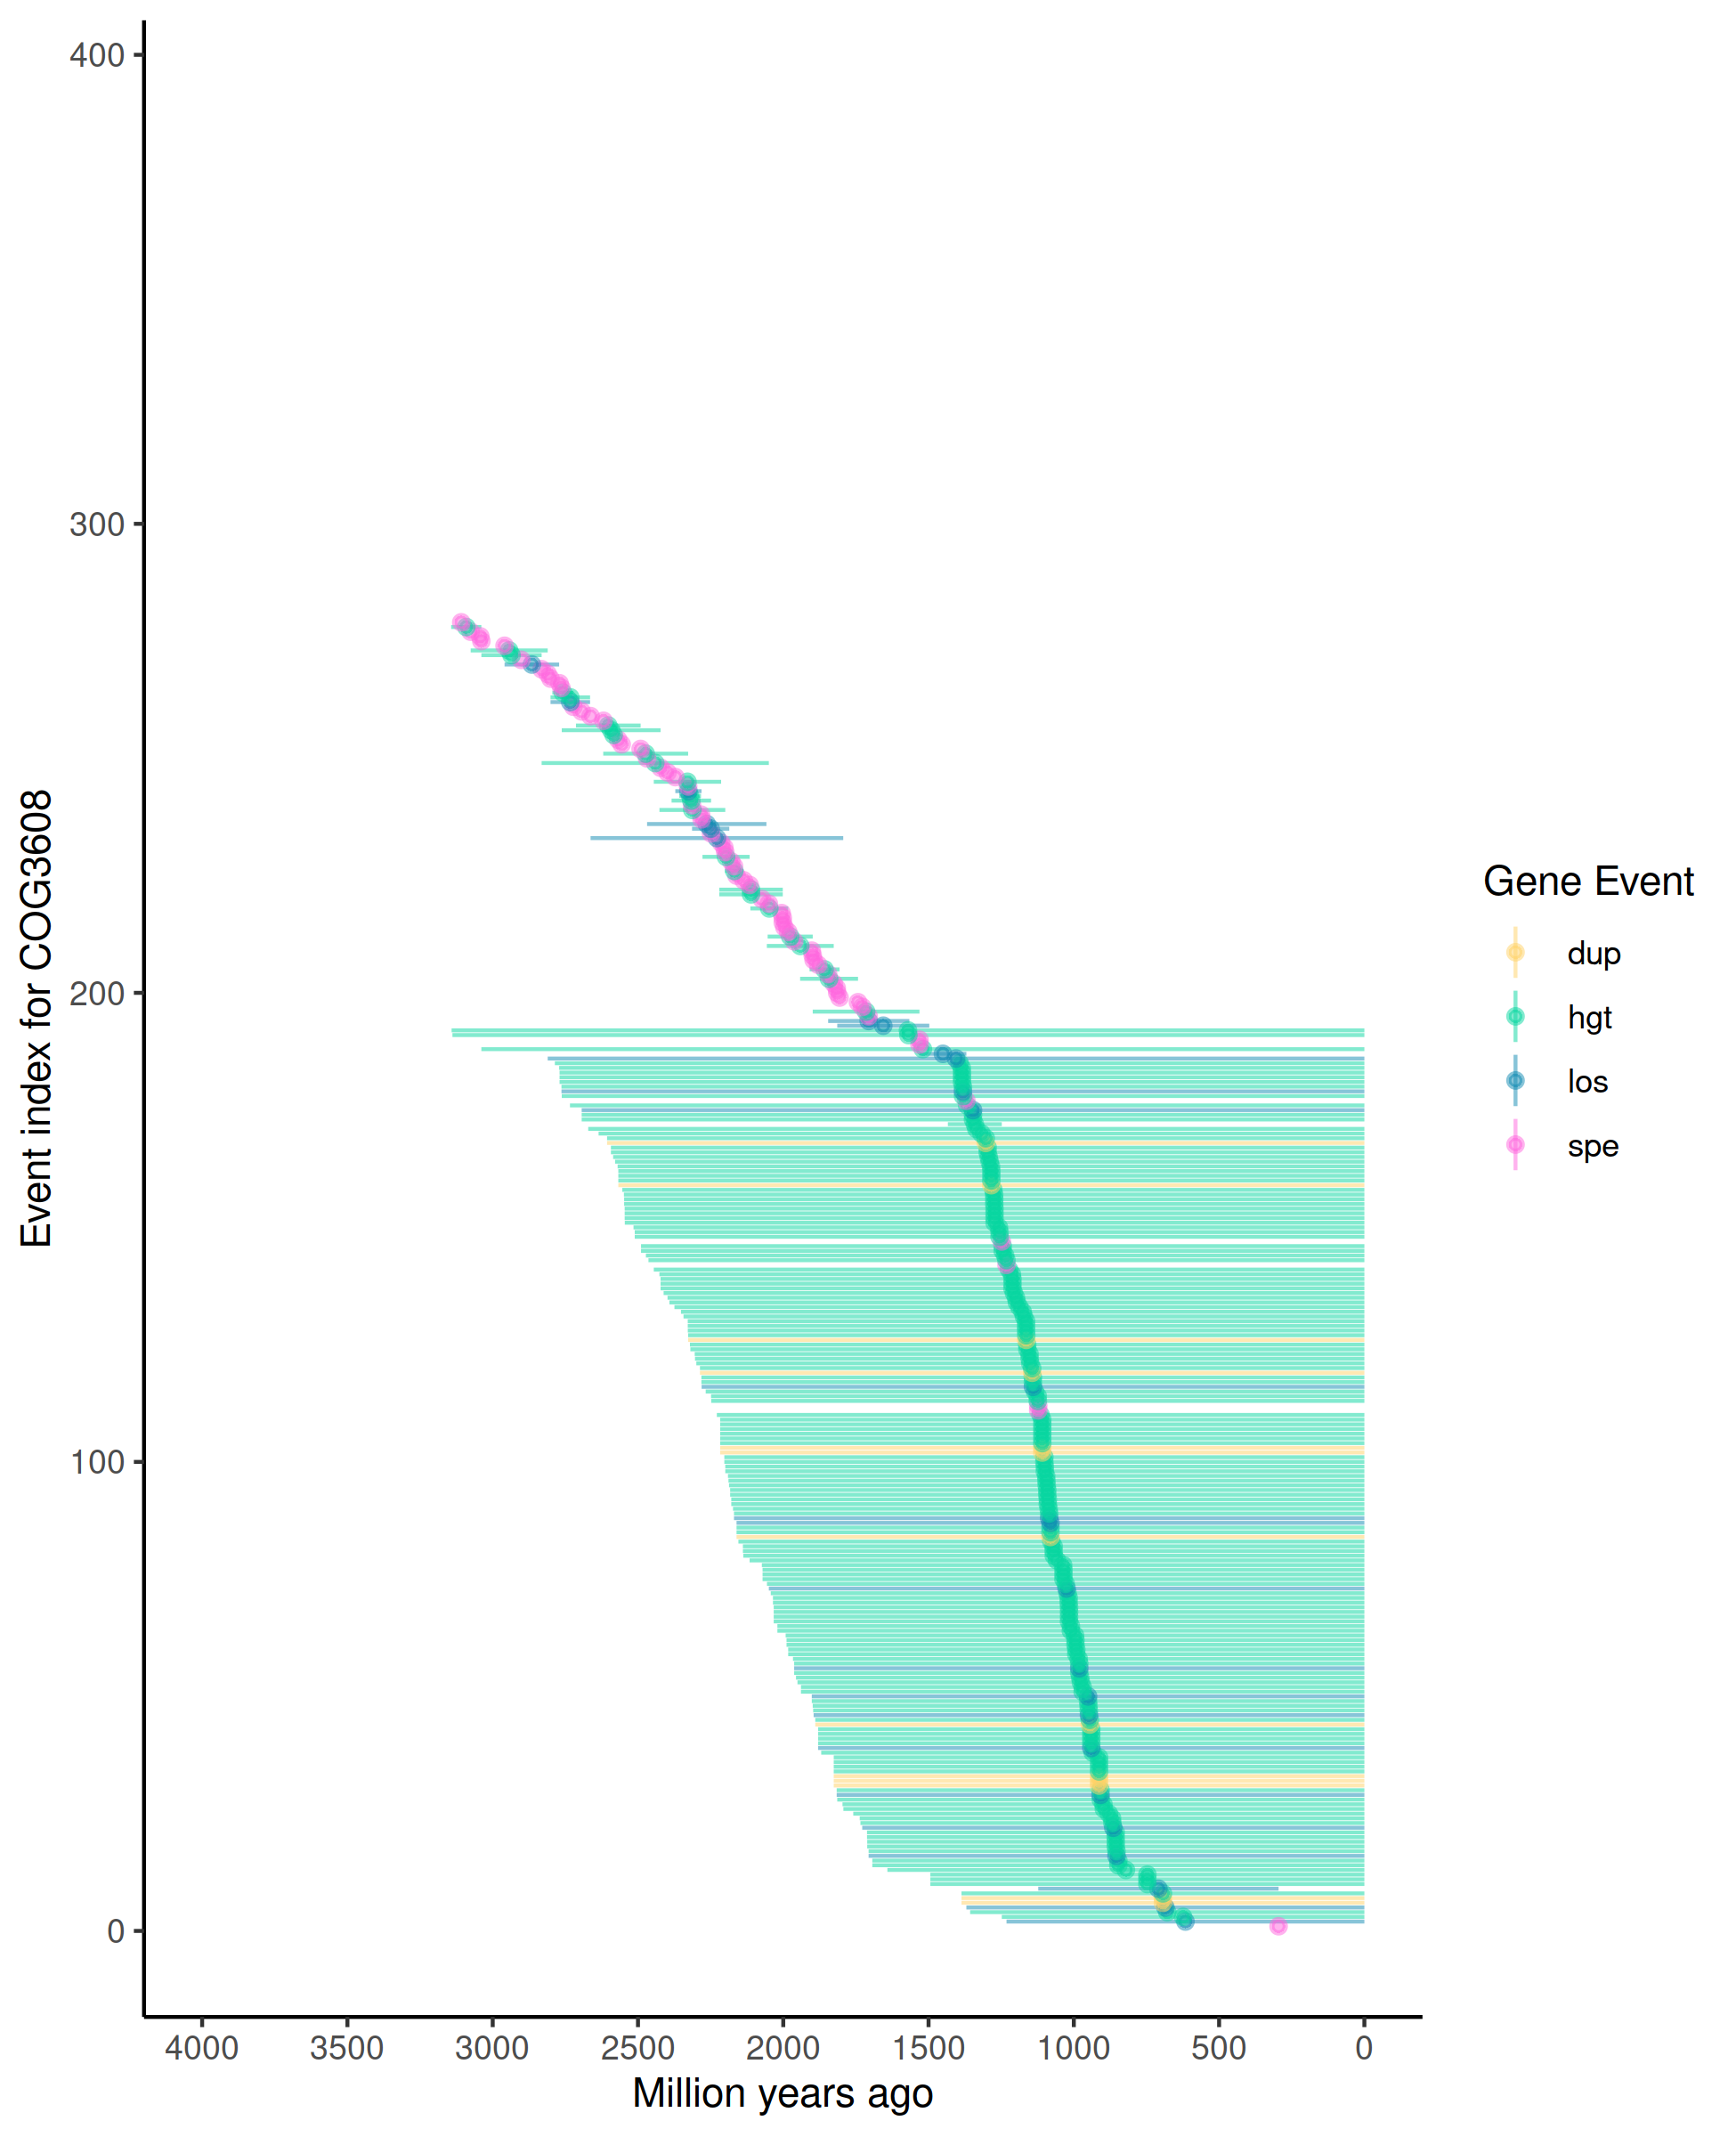 400
300
200
100
0
Event index for COG3608
4000 3500 3000 2500 2000 1500 1000 500 0
Million years ago
Gene Event
dup
hgt
los
spe